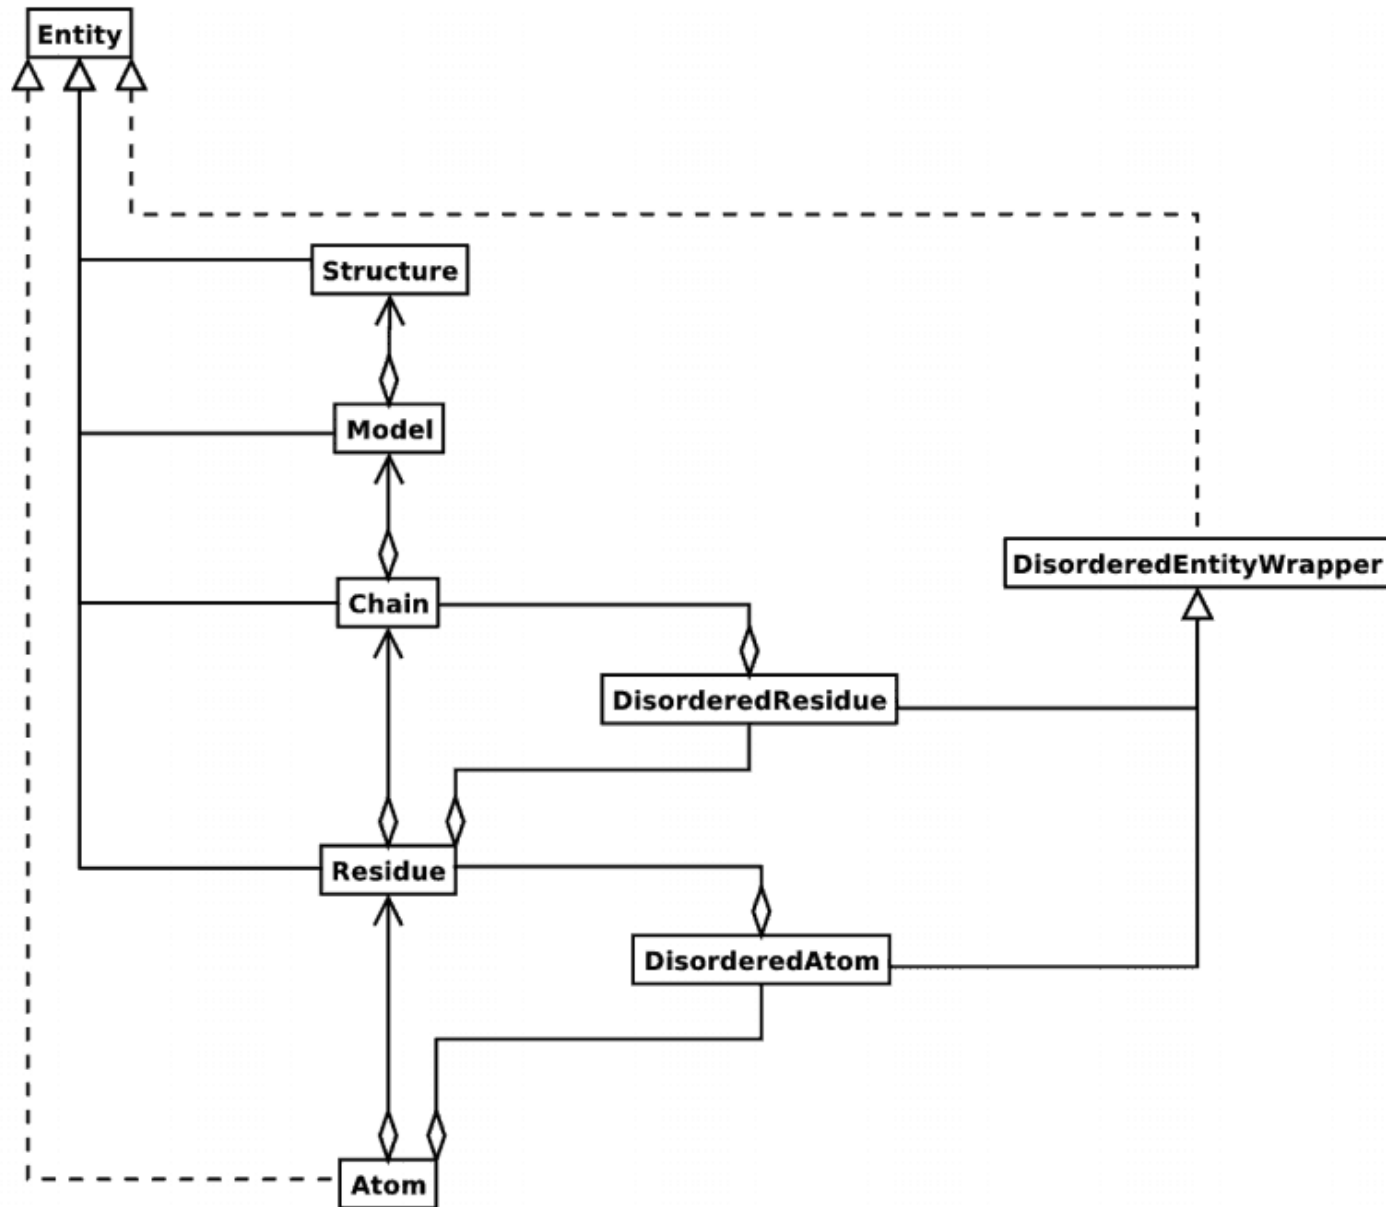 Entity
Structure
Model
DisorderedEntityWrapper
Chain
DisorderedResidue
Residue
DisorderedAtom
Atom